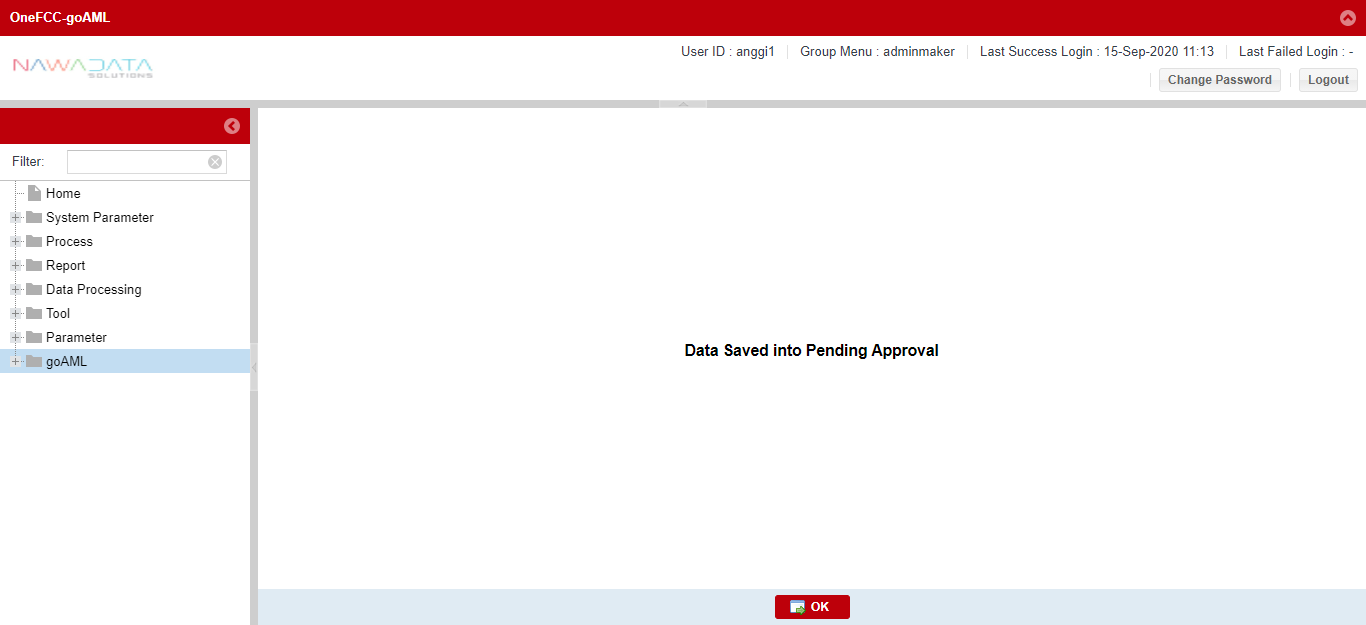 OneFCC-goAML
NAWADATA
SOLUTIONS
User ID : anggi1
Group Menu : adminmaker
Last Success Login : 15-Sep-2020 11:13
Last Failed Login : -
Change Password
Logout
Filter:
Home
System Parameter
Process
Report
Data Processing
Tool
Parameter
goAML
Data Saved into Pending Approval
OK